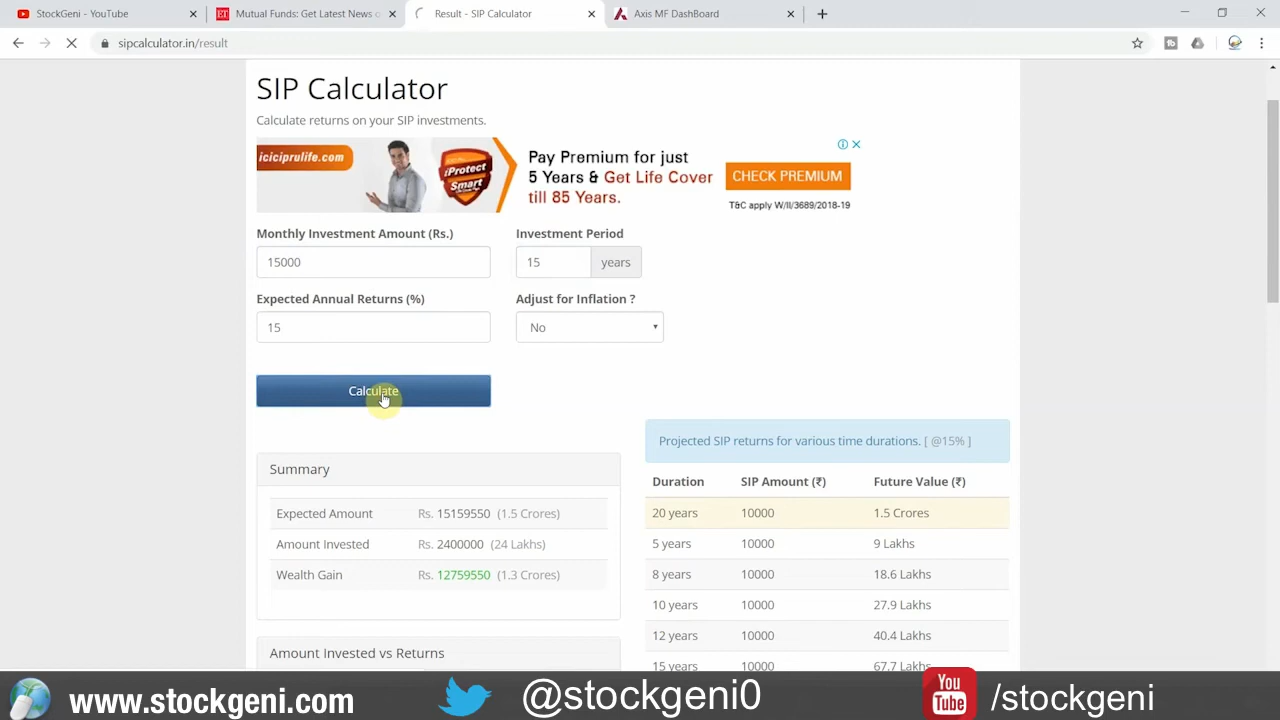 StockGeni - YouTube
Mutual Funds: Get Latest News o
Result - SIP Calculator
Axis MF DashBoard
sipcalculator.in/result
SIP Calculator
Calculate returns on your SIP investments.
iciciprulife.com
iProtect
Smart
Pay Premium for just
5 Years & Get Life Cover
till 85 Years.
CHECK PREMIUM
T&C apply W/II/3689/2018-19
Monthly Investment Amount (Rs.)
Investment Period
15000
15 years
Expected Annual Returns (%)
Adjust for Inflation ?
15
No
Calculate
Projected SIP returns for various time durations. [ @15% ]
Summary
Duration SIP Amount (₹) Future Value (₹)
Expected Amount Rs. 15159550 (1.5 Crores)
20 years 10000 1.5 Crores
Amount Invested Rs. 2400000 (24 Lakhs)
5 years 10000 9 Lakhs
Wealth Gain Rs. 12759550 (1.3 Crores)
8 years 10000 18.6 Lakhs
10 years 10000 27.9 Lakhs
12 years 10000 40.4 Lakhs
Amount Invested vs Returns
15 years 10000 67.7 Lakhs
www.stockgeni.com
@stockgeni0
You
Tube
/stockgeni